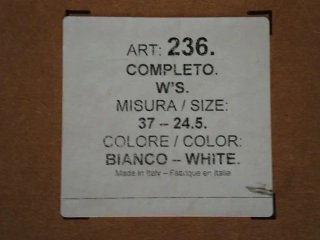 ART: 236.
COMPLETO.
W'S.
MISURA / SIZE:
37 – 24.5.
COLORE / COLOR:
BIANCO – WHITE.
Made in Italy – Fabrique en Italie